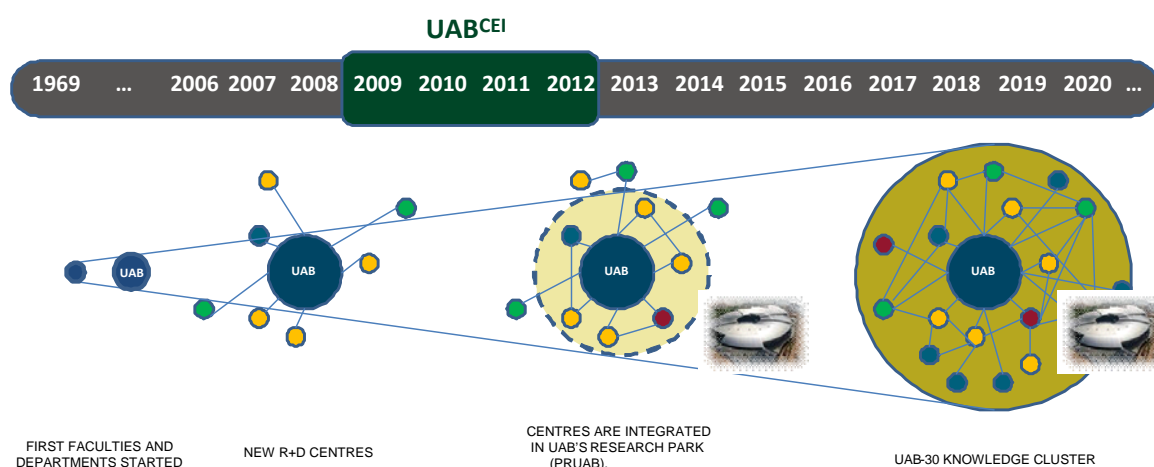 UABCEI
1969 ... 2006 2007 2008 2009 2010 2011 2012 2013 2014 2015 2016 2017 2018 2019 2020 ...
UAB
UAB
UAB
UAB
FIRST FACULTIES AND
DEPARTMENTS STARTED
NEW R+D CENTRES
CENTRES ARE INTEGRATED
IN UAB'S RESEARCH PARK
(PRUAB).
UAB-30 KNOWLEDGE CLUSTER